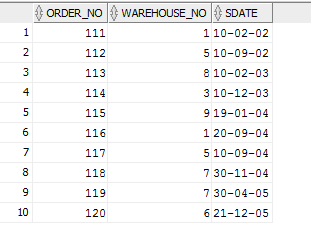 ORDER_NO WAREHOUSE_NO SDATE
1 111 1 10-02-02
2 112 5 10-09-02
3 113 8 10-02-03
4 114 3 10-12-03
5 115 9 19-01-04
6 116 1 20-09-04
7 117 5 10-09-04
8 118 7 30-11-04
9 119 7 30-04-05
10 120 6 21-12-05